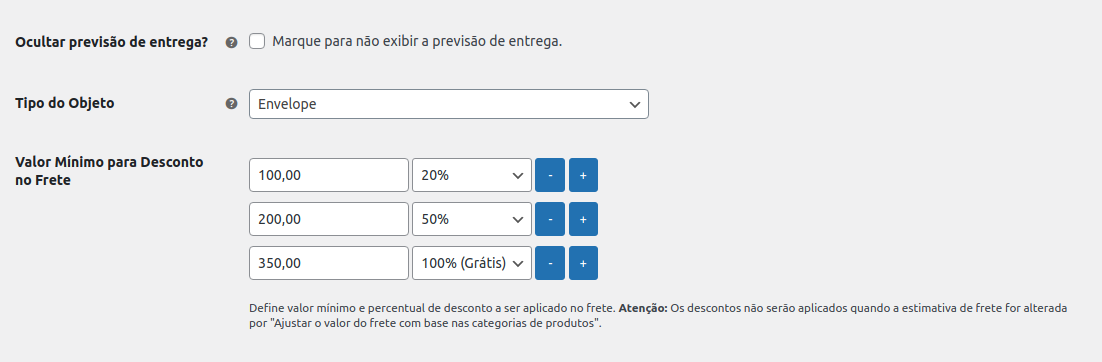 Ocultar previsão de entrega? ? Marque para não exibir a previsão de entrega.
Tipo do Objeto ? Envelope
Valor Mínimo para Desconto
no Frete
100,00 20% - +
200,00 50% - +
350,00 100% (Grátis) - +
Define valor mínimo e percentual de desconto a ser aplicado no frete. Atenção: Os descontos não serão aplicados quando a estimativa de frete for alterada
por "Ajustar o valor do frete com base nas categorias de produtos".